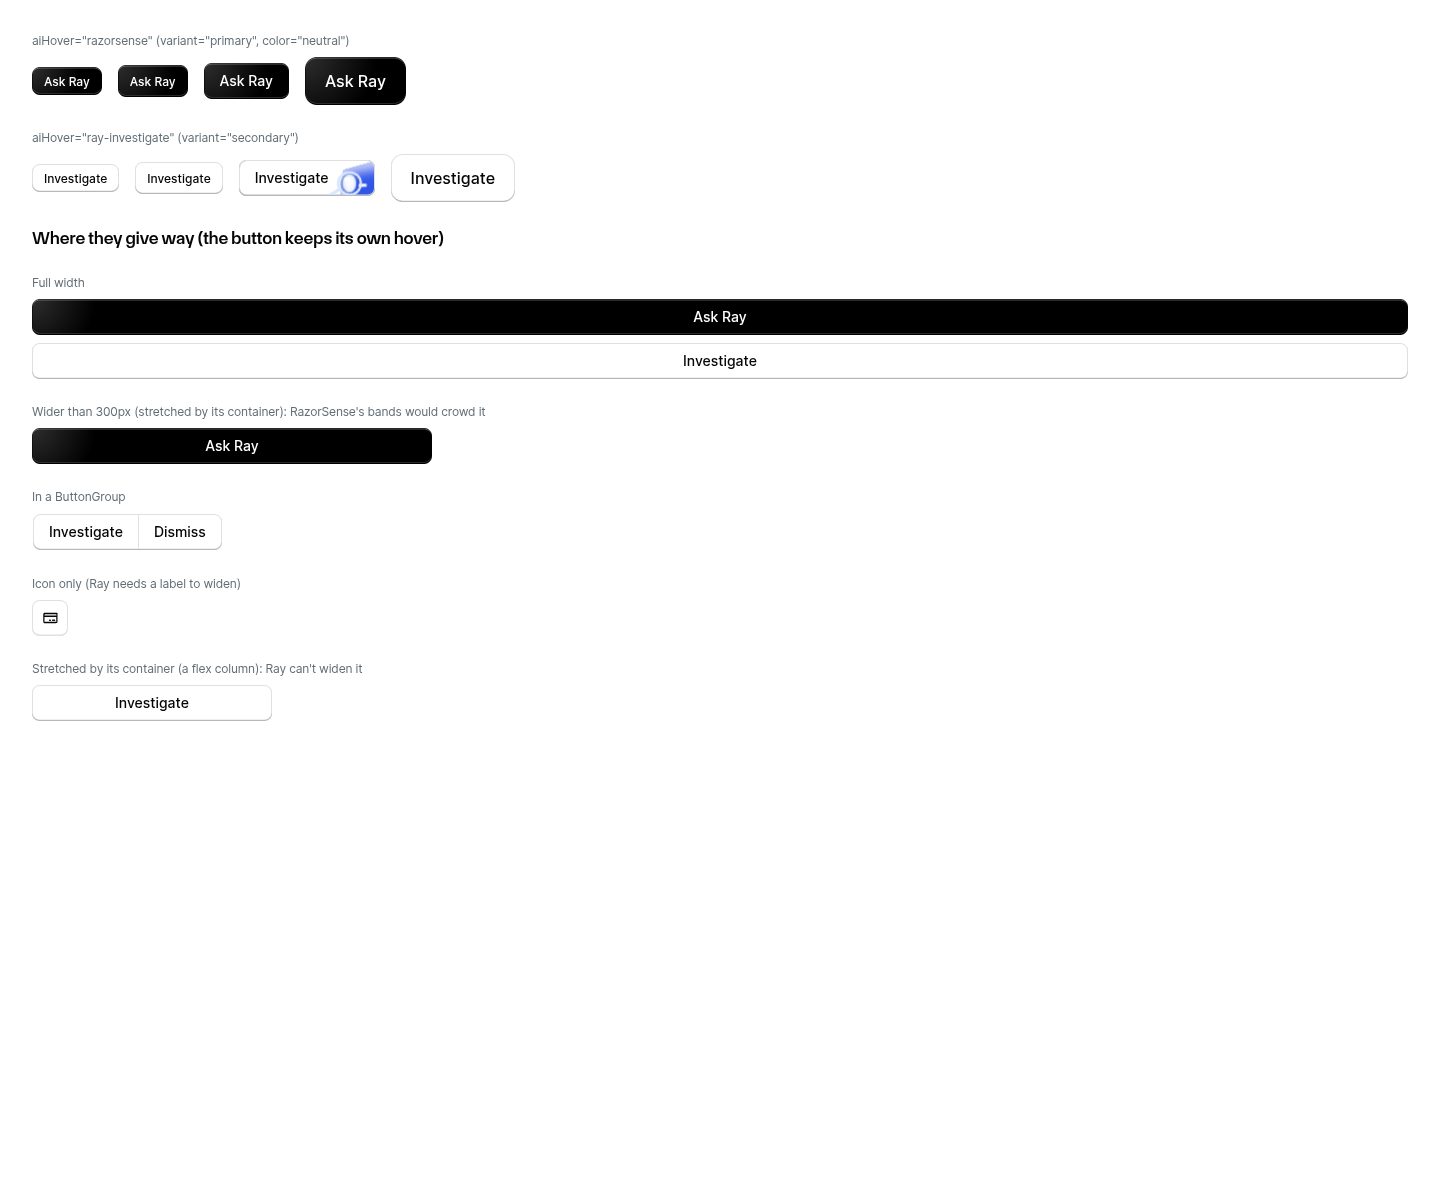 aiHover="razorsense" (variant="primary", color="neutral")
Ask Ray Ask Ray Ask Ray Ask Ray
aiHover="ray-investigate" (variant="secondary")
Investigate Investigate Investigate Investigate
Where they give way (the button keeps its own hover)
Full width
Ask Ray
Investigate
Wider than 300px (stretched by its container): RazorSense's bands would crowd it
Ask Ray
In a ButtonGroup
Investigate Dismiss
Icon only (Ray needs a label to widen)
Stretched by its container (a flex column): Ray can't widen it
Investigate